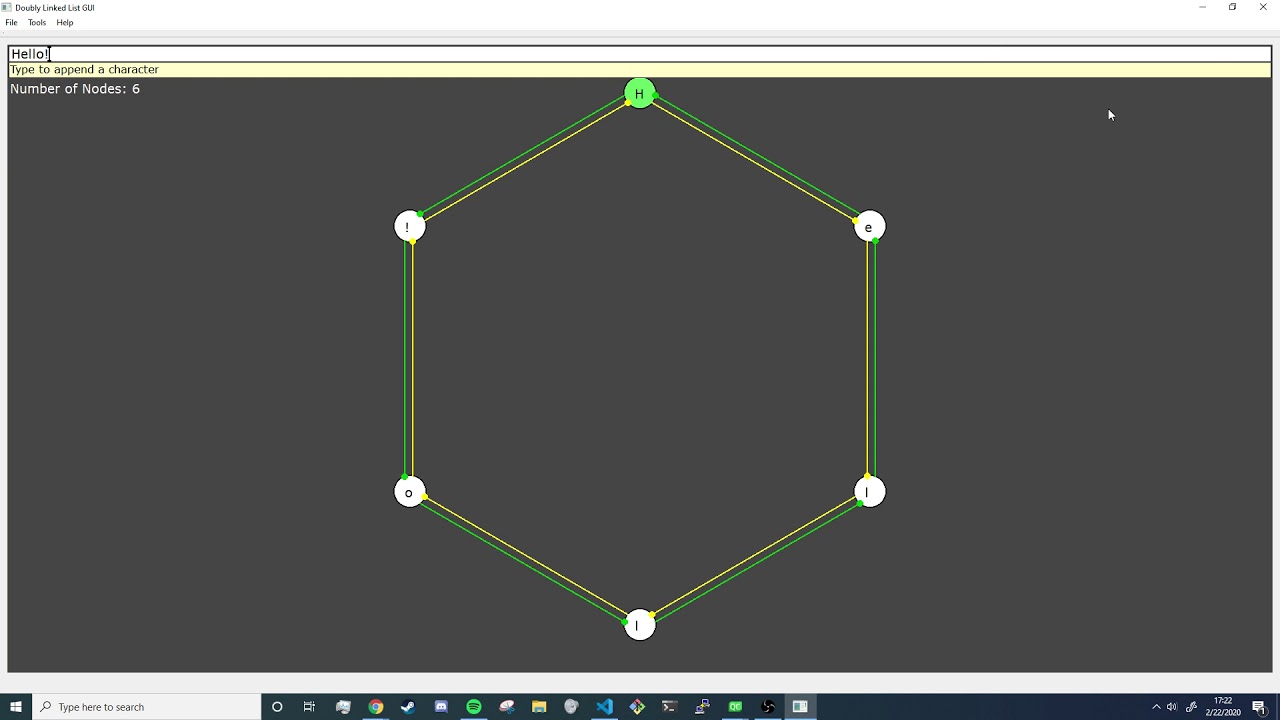 Doubly Linked List GUI
File Tools Help
Hello!
Type to append a character
Number of Nodes: 6
H
!
e
o
l
l
Type here to search
17:22
2/22/2020